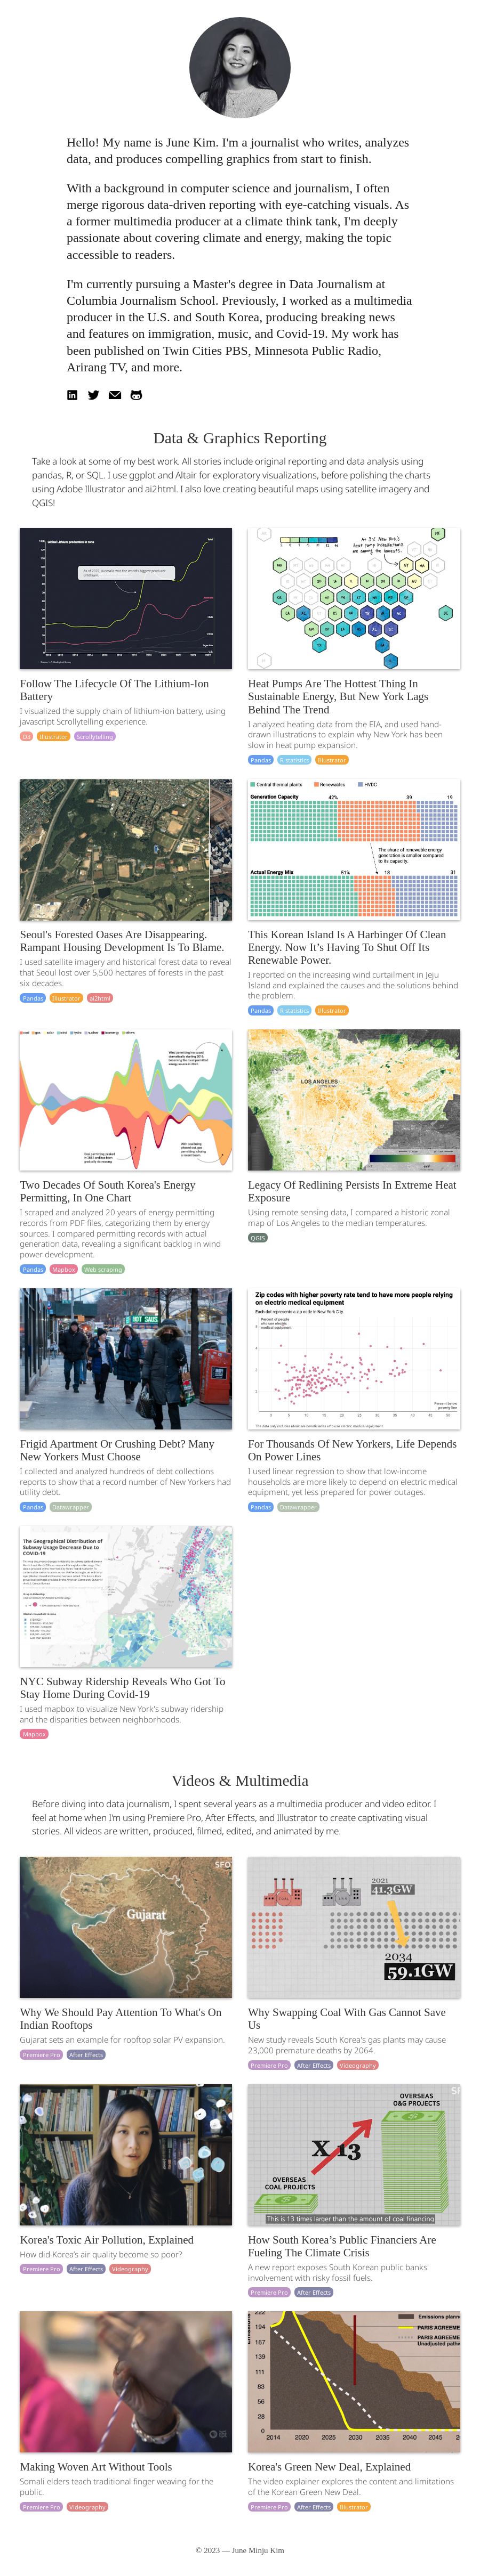 Hello! My name is June Kim. I'm a journalist who writes, analyzes
data, and produces compelling graphics from start to finish.
With a background in computer science and journalism, I often
merge rigorous data-driven reporting with eye-catching visuals. As
a former multimedia producer at a climate think tank, I'm deeply
passionate about covering climate and energy, making the topic
accessible to readers.
I'm currently pursuing a Master's degree in Data Journalism at
Columbia Journalism School. Previously, I worked as a multimedia
producer in the U.S. and South Korea, producing breaking news
and features on immigration, music, and Covid-19. My work has
been published on Twin Cities PBS, Minnesota Public Radio,
Arirang TV, and more.
Data & Graphics Reporting
Take a look at some of my best work. All stories include original reporting and data analysis using
pandas, R, or SQL. I use ggplot and Altair for exploratory visualizations, before polishing the charts
using Adobe Illustrator and ai2html. I also love creating beautiful maps using satellite imagery and
QGIS!
Global lithium production in tons
Follow The Lifecycle Of The Lithium-Ion
Battery
I visualized the supply chain of lithium-ion battery, using
javascript Scrollytelling experience.
D3 Illustrator Scrollytelling
Heat Pumps Are The Hottest Thing In
Sustainable Energy, But New York Lags
Behind The Trend
I analyzed heating data from the EIA, and used hand-
drawn illustrations to explain why New York has been
slow in heat pump expansion.
Pandas R statistics Illustrator
Seoul's Forested Oases Are Disappearing.
Rampant Housing Development Is To Blame.
I used satellite imagery and historical forest data to reveal
that Seoul lost over 5,500 hectares of forests in the past
six decades.
Pandas Illustrator ai2html
Central thermal plants Renewables HVEC
Generation Capacity 42% 39 19
The share of renewable energy
generation is smaller compared
to its capacity.
Actual Energy Mix 51% 18 31
This Korean Island Is A Harbinger Of Clean
Energy. Now It’s Having To Shut Off Its
Renewable Power.
I reported on the increasing wind curtailment in Jeju
Island and explained the causes and the solutions behind
the problem.
Pandas R statistics Illustrator
Two Decades Of South Korea's Energy
Permitting, In One Chart
I scraped and analyzed 20 years of energy permitting
records from PDF files, categorizing them by energy
sources. I compared permitting records with actual
generation data, revealing a significant backlog in wind
power development.
Pandas Mapbox Web scraping
LOS ANGELES
Legacy Of Redlining Persists In Extreme Heat
Exposure
Using remote sensing data, I compared a historic zonal
map of Los Angeles to the median temperatures.
QGIS
Frigid Apartment Or Crushing Debt? Many
New Yorkers Must Choose
I collected and analyzed hundreds of debt collections
reports to show that a record number of New Yorkers had
utility debt.
Pandas Datawrapper
Zip codes with higher poverty rate tend to have more people relying
on electric medical equipment
Each dot represents a zip code in New York City.
Percent of people
who use electric
medical equipment
Percent below
poverty line
For Thousands Of New Yorkers, Life Depends
On Power Lines
I used linear regression to show that low-income
households are more likely to depend on electric medical
equipment, yet less prepared for power outages.
Pandas Datawrapper
The Geographical Distribution of
Subway Usage Decrease Due to
COVID-19
NYC Subway Ridership Reveals Who Got To
Stay Home During Covid-19
I used mapbox to visualize New York's subway ridership
and the disparities between neighborhoods.
Mapbox
Videos & Multimedia
Before diving into data journalism, I spent several years as a multimedia producer and video editor. I
feel at home when I'm using Premiere Pro, After Effects, and Illustrator to create captivating visual
stories. All videos are written, produced, filmed, edited, and animated by me.
SFO
Gujarat
Why We Should Pay Attention To What's On
Indian Rooftops
Gujarat sets an example for rooftop solar PV expansion.
Premiere Pro After Effects
2021
41.3GW
2034
59.1GW
Why Swapping Coal With Gas Cannot Save
Us
New study reveals South Korea's gas plants may cause
23,000 premature deaths by 2064.
Premiere Pro After Effects Videography
Korea's Toxic Air Pollution, Explained
How did Korea's air quality become so poor?
Premiere Pro After Effects Videography
OVERSEAS
O&G PROJECTS
X 13
OVERSEAS
COAL PROJECTS
This is 13 times larger than the amount of coal financing
How South Korea’s Public Financiers Are
Fueling The Climate Crisis
A new report exposes South Korean public banks'
involvement with risky fossil fuels.
Premiere Pro After Effects
Making Woven Art Without Tools
Somali elders teach traditional finger weaving for the
public.
Premiere Pro Videography
222
194
167
139
111
83
56
28
0
2014 2020 2025 2030 2035 2040 2045
Emissions plann
PARIS AGREEME
PARIS AGREEME
Unadjusted pathw
Korea's Green New Deal, Explained
The video explainer explores the content and limitations
of the Korean Green New Deal.
Premiere Pro After Effects Illustrator
© 2023 — June Minju Kim